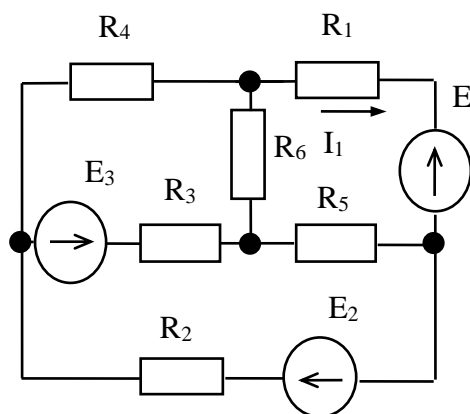 R₄ R₁
E
R₆ I₁
E₃ R₃ R₅
R₂ E₂